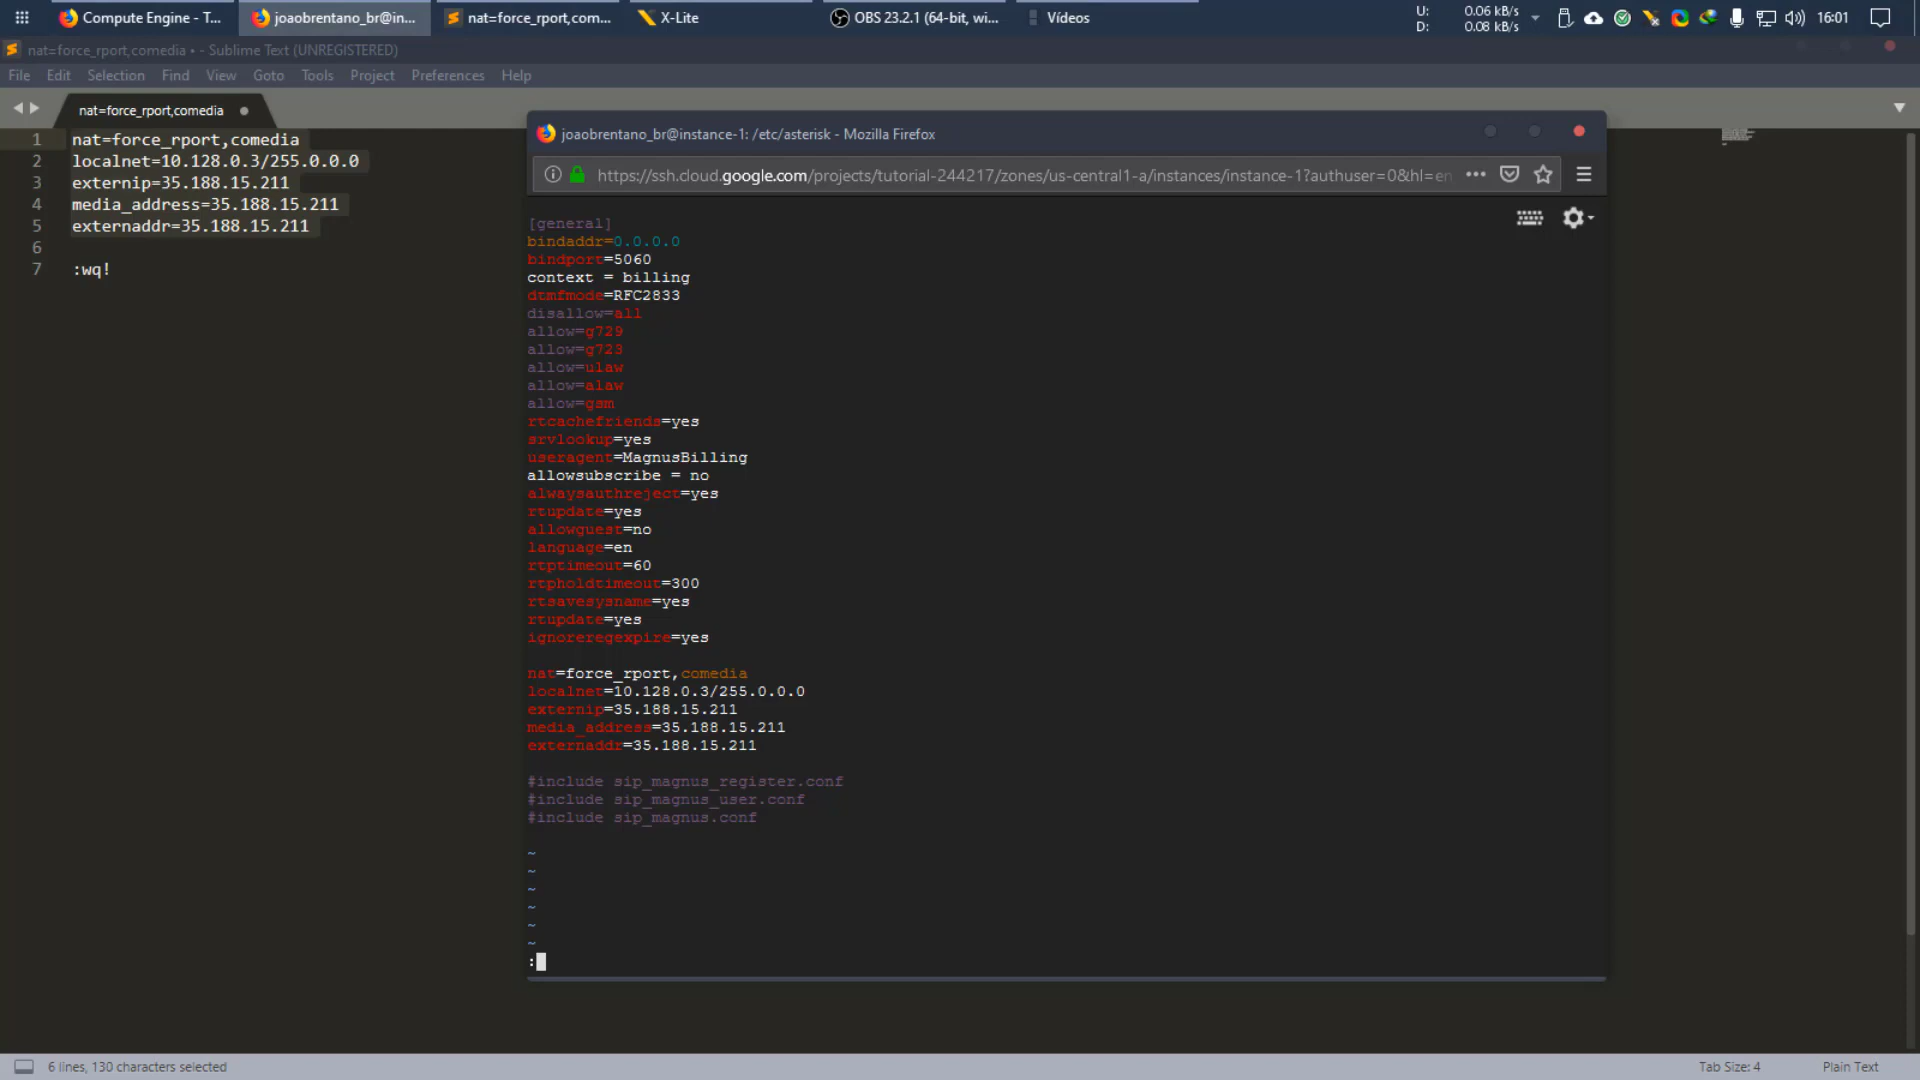 Compute Engine - T...
joaobrentano_br@in...
nat=force_rport,com...
X-Lite
OBS 23.2.1 (64-bit, wi...
Vídeos
U: 0.06 kB/s
D: 0.08 kB/s
16:01
nat=force_rport,comedia • - Sublime Text (UNREGISTERED)
File Edit Selection Find View Goto Tools Project Preferences Help
nat=force_rport,comedia
1 nat=force_rport,comedia
2 localnet=10.128.0.3/255.0.0.0
3 externip=35.188.15.211
4 media_address=35.188.15.211
5 externaddr=35.188.15.211
6
7 :wq!
joaobrentano_br@instance-1: /etc/asterisk - Mozilla Firefox
https://ssh.cloud.google.com/projects/tutorial-244217/zones/us-central1-a/instances/instance-1?authuser=0&hl=en
[general]
bindaddr=0.0.0.0
bindport=5060
context = billing
dtmfmode=RFC2833
disallow=all
allow=g729
allow=g723
allow=ulaw
allow=alaw
allow=gsm
rtcachefriends=yes
srvlookup=yes
useragent=MagnusBilling
allowsubscribe = no
alwaysauthreject=yes
rtupdate=yes
allowguest=no
language=en
rtptimeout=60
rtpholdtimeout=300
rtsavesysname=yes
rtupdate=yes
ignoreregexpire=yes
nat=force_rport,comedia
localnet=10.128.0.3/255.0.0.0
externip=35.188.15.211
media_address=35.188.15.211
externaddr=35.188.15.211
#include sip_magnus_register.conf
#include sip_magnus_user.conf
#include sip_magnus.conf
~
~
~
~
~
~
:
6 lines, 130 characters selected
Tab Size: 4
Plain Text